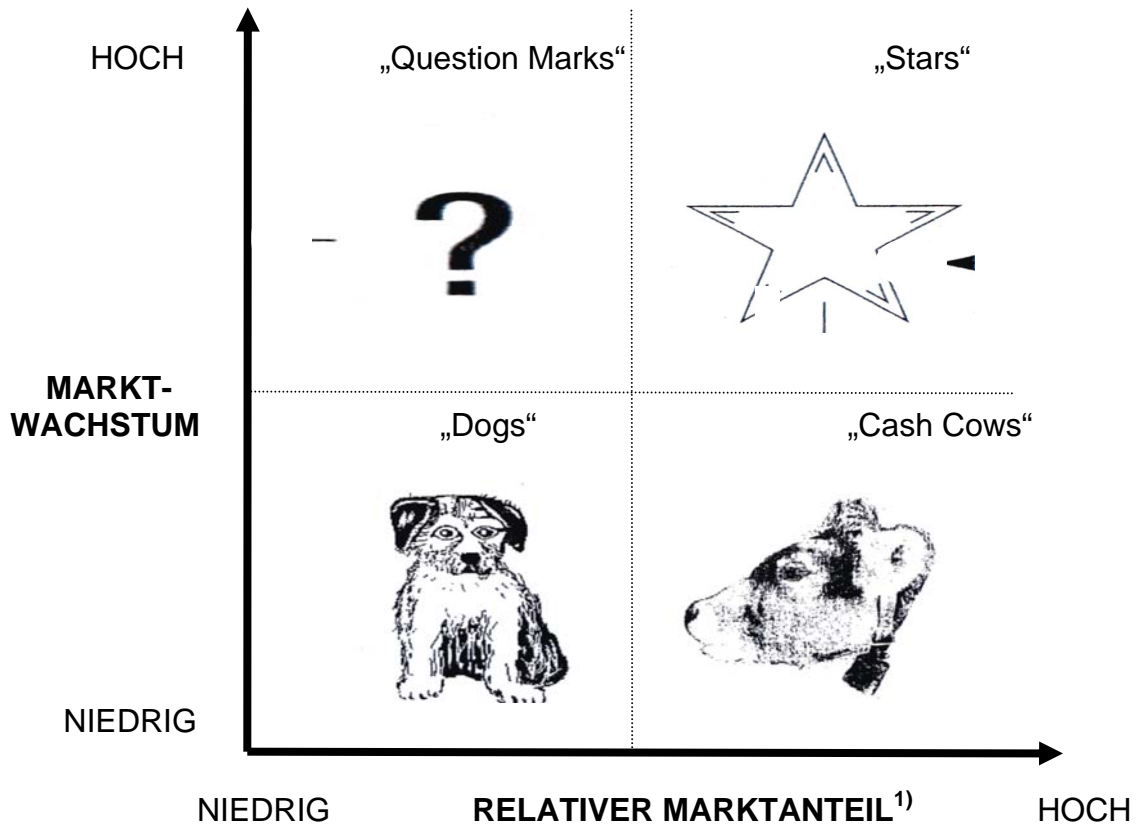 HOCH
„Question Marks“
„Stars“
?
MARKT-
WACHSTUM
„Dogs“
„Cash Cows“
NIEDRIG
NIEDRIG
RELATIVER MARKTANTEIL1)
HOCH